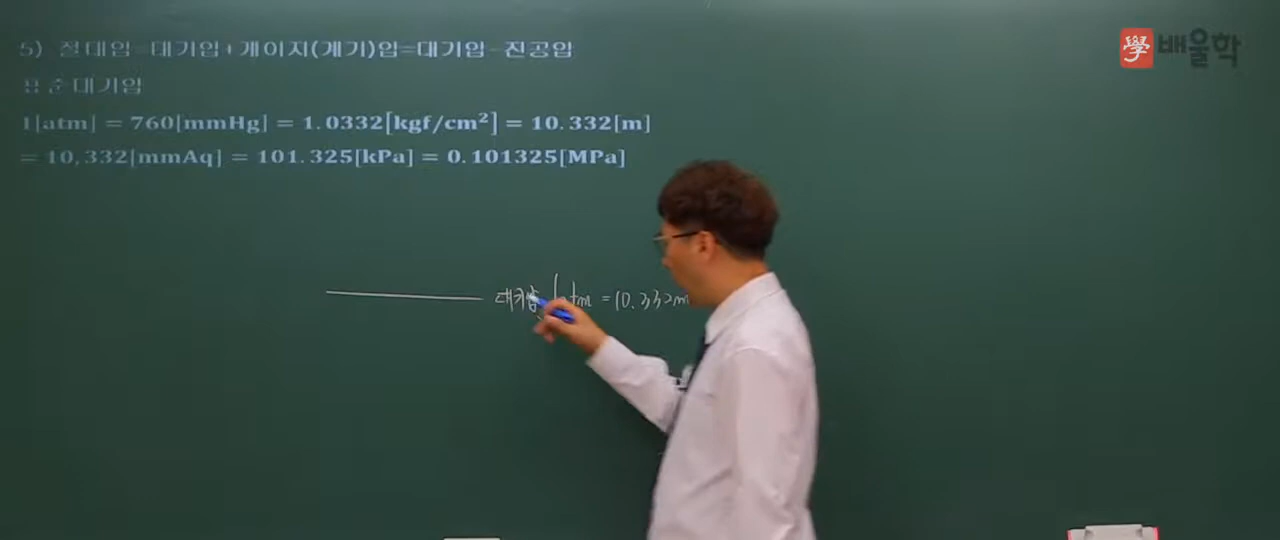 5) 절대압=대기압+게이지(계기)압=대기압-진공압
표준대기압
1[atm] = 760[mmHg] = 1.0332[kgf/cm²] = 10.332[m]
= 10,332[mmAq] = 101.325[kPa] = 0.101325[MPa]
대기압 1atm = 10.332m
學 배울학